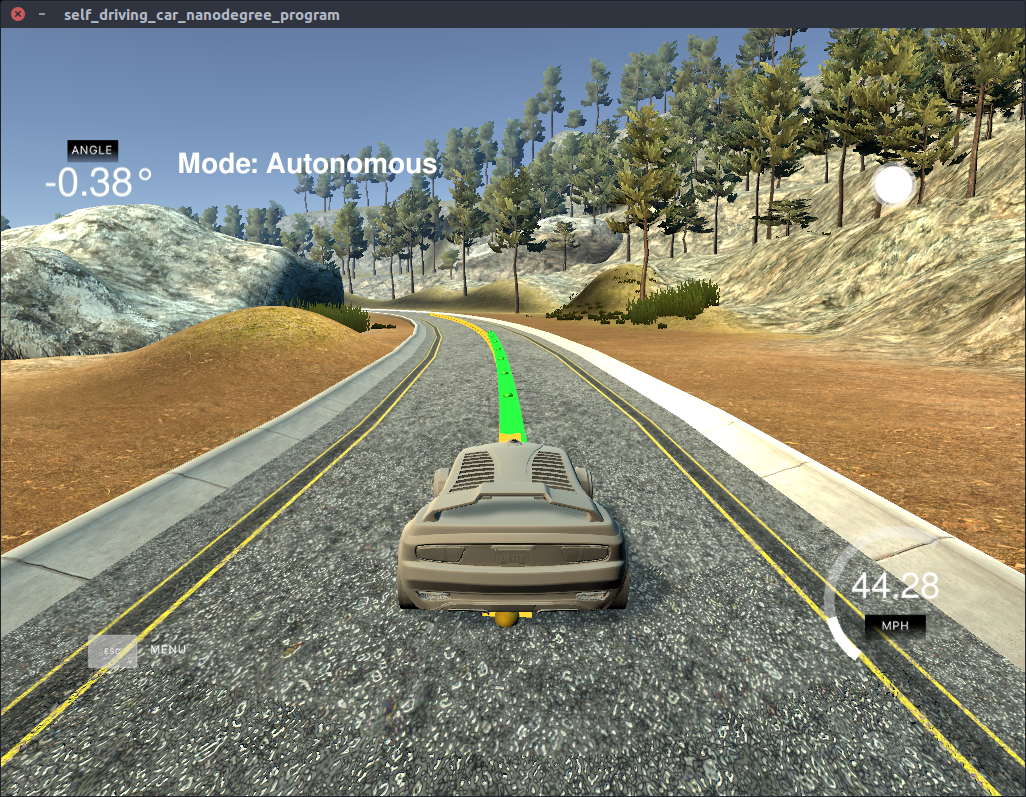 self_driving_car_nanodegree_program
ANGLE
-0.38°
Mode: Autonomous
44.28
MPH
ESC
MENU